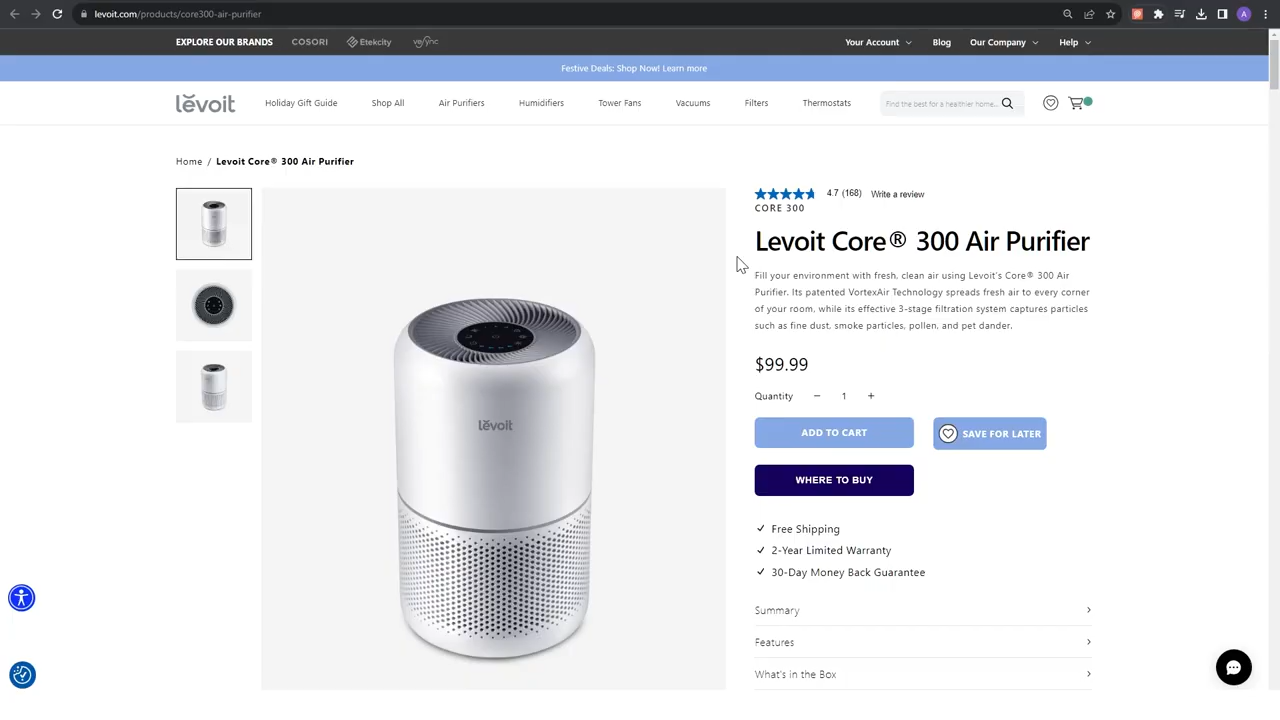 levoit.com/products/core300-air-purifier
A
EXPLORE OUR BRANDS
COSORI
Etekcity
vesync
Your Account
Blog
Our Company
Help
Festive Deals: Shop Now! Learn more
levoit
Holiday Gift Guide
Shop All
Air Purifiers
Humidifiers
Tower Fans
Vacuums
Filters
Thermostats
Find the best for a healthier home...
Home / Levoit Core® 300 Air Purifier
4.7 (168) Write a review
CORE 300
Levoit Core® 300 Air Purifier
Fill your environment with fresh, clean air using Levoit's Core® 300 Air
Purifier. Its patented VortexAir Technology spreads fresh air to every corner
of your room, while its effective 3-stage filtration system captures particles
such as fine dust, smoke particles, pollen, and pet dander.
$99.99
Quantity − 1 +
ADD TO CART
SAVE FOR LATER
WHERE TO BUY
Free Shipping
2-Year Limited Warranty
30-Day Money Back Guarantee
Summary
Features
What's in the Box
levoit